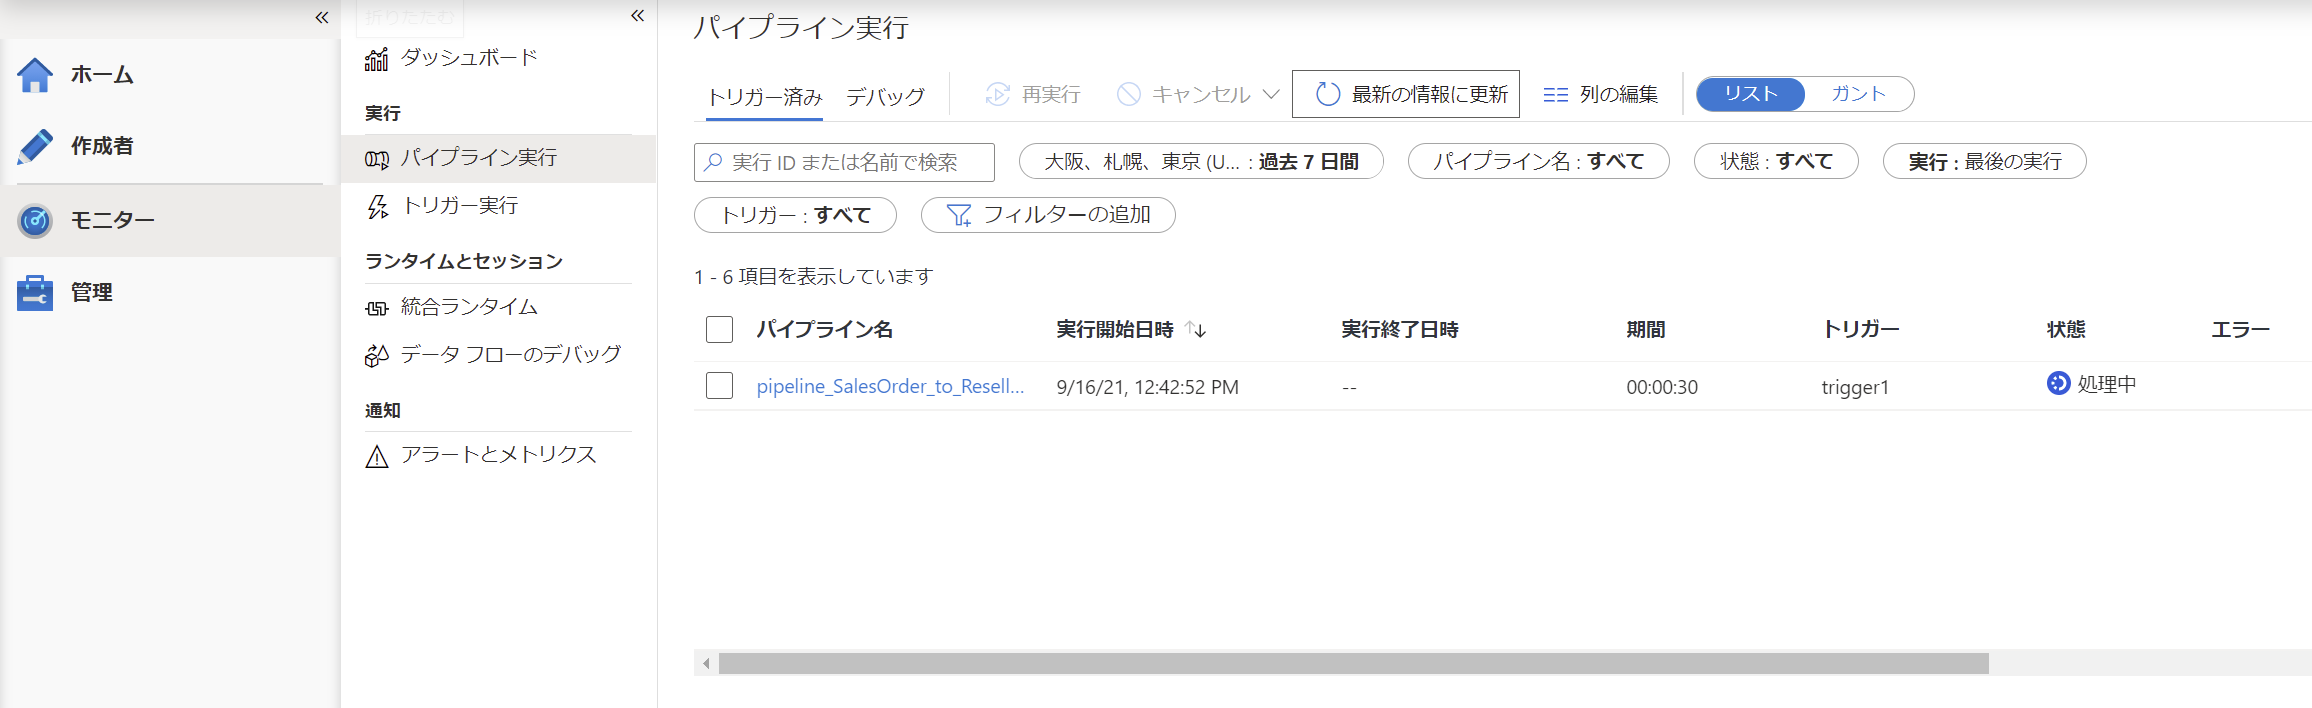 ホーム
作成者
モニター
管理
折りたたむ
ダッシュボード
実行
パイプライン実行
トリガー実行
ランタイムとセッション
統合ランタイム
データ フローのデバッグ
通知
アラートとメトリクス
パイプライン実行
トリガー済み デバッグ 再実行 キャンセル 最新の情報に更新 列の編集 リスト ガント
実行 ID または名前で検索 大阪、札幌、東京 (U... : 過去 7 日間 パイプライン名 : すべて 状態 : すべて 実行 : 最後の実行
トリガー : すべて フィルターの追加
1 - 6 項目を表示しています
パイプライン名 実行開始日時 実行終了日時 期間 トリガー 状態 エラー
pipeline_SalesOrder_to_Resell... 9/16/21, 12:42:52 PM -- 00:00:30 trigger1 処理中